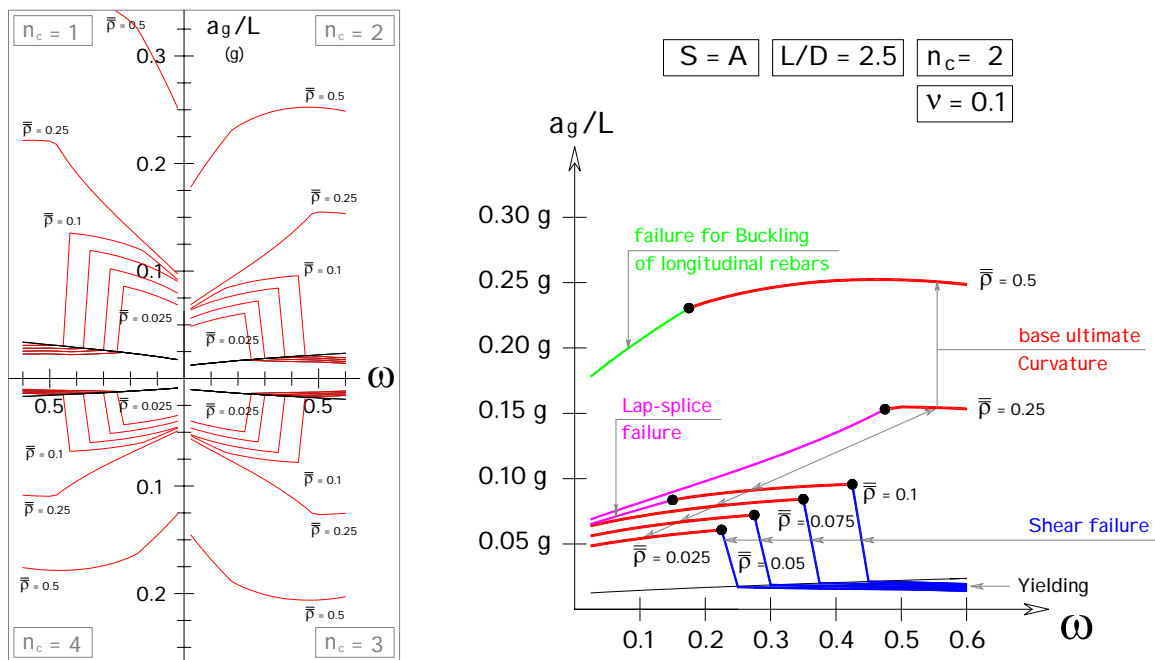 n_c = 1
a_g/L
(g)
n_c = 2
ρ̿ = 0.5
0.3
ρ̿ = 0.5
ρ̿ = 0.25
0.2
ρ̿ = 0.25
ρ̿ = 0.1
0.1
ρ̿ = 0.1
ρ̿ = 0.025
ρ̿ = 0.025
ω
0.5
0.5
ρ̿ = 0.025
ρ̿ = 0.025
ρ̿ = 0.1
ρ̿ = 0.1
0.1
ρ̿ = 0.25
ρ̿ = 0.25
ρ̿ = 0.5
0.2
ρ̿ = 0.5
n_c = 4
n_c = 3
S = A
L/D = 2.5
n_c = 2
ν = 0.1
a_g/L
0.30 g
0.25 g
0.20 g
0.15 g
0.10 g
0.05 g
failure for Buckling
of longitudinal rebars
ρ̿ = 0.5
base ultimate
Curvature
Lap-splice
failure
ρ̿ = 0.25
ρ̿ = 0.1
ρ̿ = 0.075
Shear failure
ρ̿ = 0.025
ρ̿ = 0.05
Yielding
0.1
0.2
0.3
0.4
0.5
0.6
ω